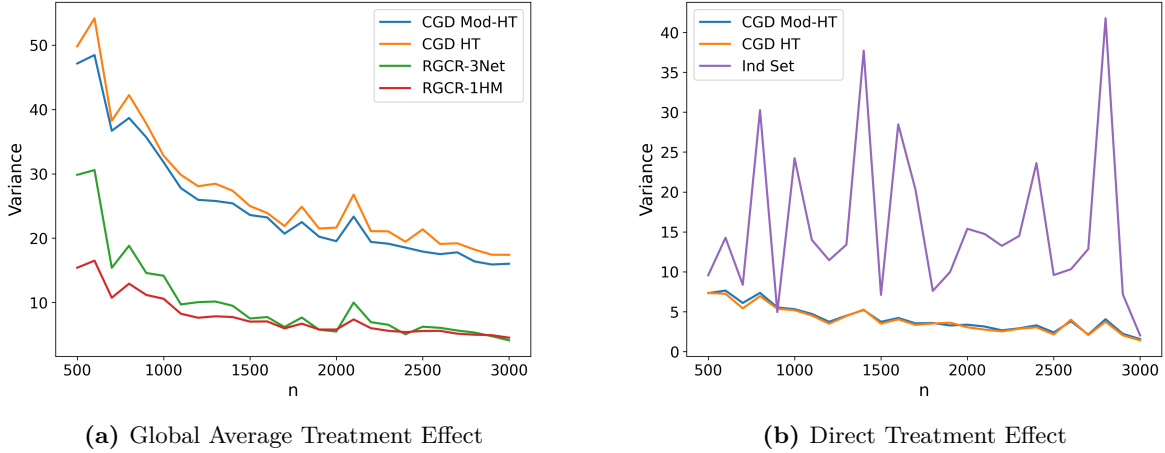 CGD Mod-HT
CGD HT
RGCR-3Net
RGCR-1HM
50
40
30
20
10
Variance
500 1000 1500 2000 2500 3000
n
(a) Global Average Treatment Effect
CGD Mod-HT
CGD HT
Ind Set
40
35
30
25
20
15
10
5
0
Variance
500 1000 1500 2000 2500 3000
n
(b) Direct Treatment Effect